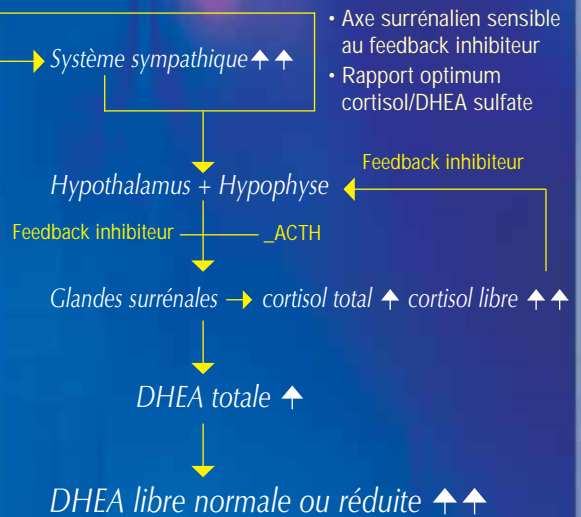 • Axe surrénalien sensible
au feedback inhibiteur
• Rapport optimum
cortisol/DHEA sulfate
Système sympathique ↑ ↑
Feedback inhibiteur
Hypothalamus + Hypophyse
Feedback inhibiteur _ACTH
Glandes surrénales → cortisol total ↑ cortisol libre ↑ ↑
DHEA totale ↑
DHEA libre normale ou réduite ↑ ↑